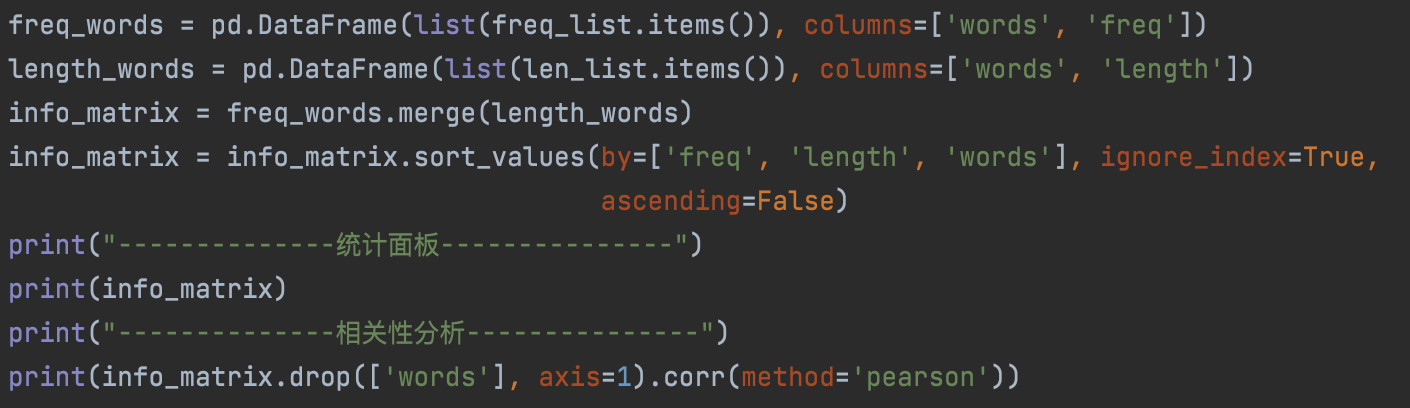 freq_words = pd.DataFrame(list(freq_list.items()), columns=['words', 'freq'])
length_words = pd.DataFrame(list(len_list.items()), columns=['words', 'length'])
info_matrix = freq_words.merge(length_words)
info_matrix = info_matrix.sort_values(by=['freq', 'length', 'words'], ignore_index=True,
                                      ascending=False)
print("--------------统计面板---------------")
print(info_matrix)
print("--------------相关性分析---------------")
print(info_matrix.drop(['words'], axis=1).corr(method='pearson'))